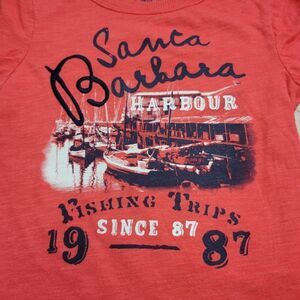 Santa
Barbara
HARBOUR
FISHING TRIPS
19 SINCE 87 87